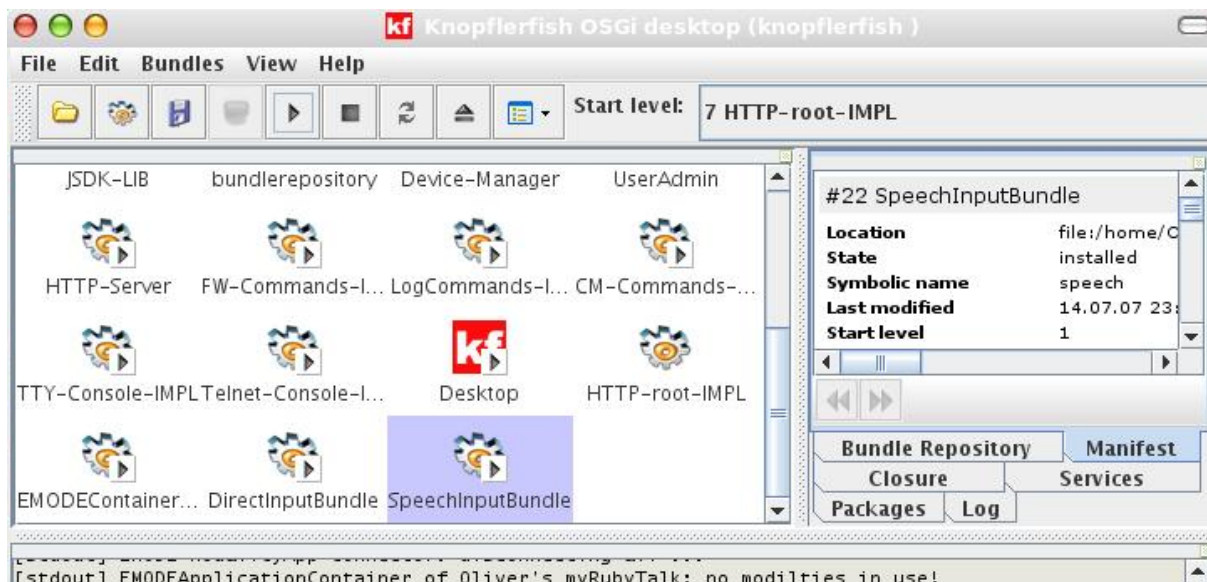 kf Knopflerfish OSGi desktop (knopflerfish )
File Edit Bundles View Help
Start level: 7 HTTP-root-IMPL
JSDK-LIB bundlerepository Device-Manager UserAdmin
HTTP-Server FW-Commands-I... LogCommands-I... CM-Commands-...
TTY-Console-IMPL Telnet-Console-I... kf Desktop HTTP-root-IMPL
EMODEContainer... DirectInputBundle SpeechInputBundle
#22 SpeechInputBundle
Location file:/home/O
State installed
Symbolic name speech
Last modified 14.07.07 23:
Start level 1
Bundle Repository Manifest
Closure Services
Packages Log
[stdout] EMODEApplicationContainer of Oliver's myRubyTalk: no modilties in use!